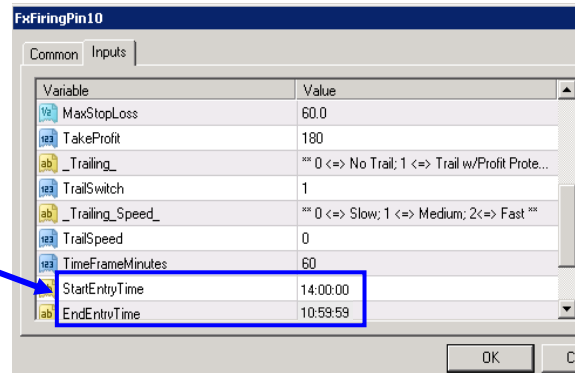 FxFiringPin10
Common Inputs
Variable Value
MaxStopLoss 60.0
TakeProfit 180
_Trailing_ ** 0 <=> No Trail; 1 <=> Trail w/Profit Prote...
TrailSwitch 1
_Trailing_Speed_ ** 0 <=> Slow; 1 <=> Medium; 2<=> Fast **
TrailSpeed 0
TimeFrameMinutes 60
StartEntryTime 14:00:00
EndEntryTime 10:59:59
OK C